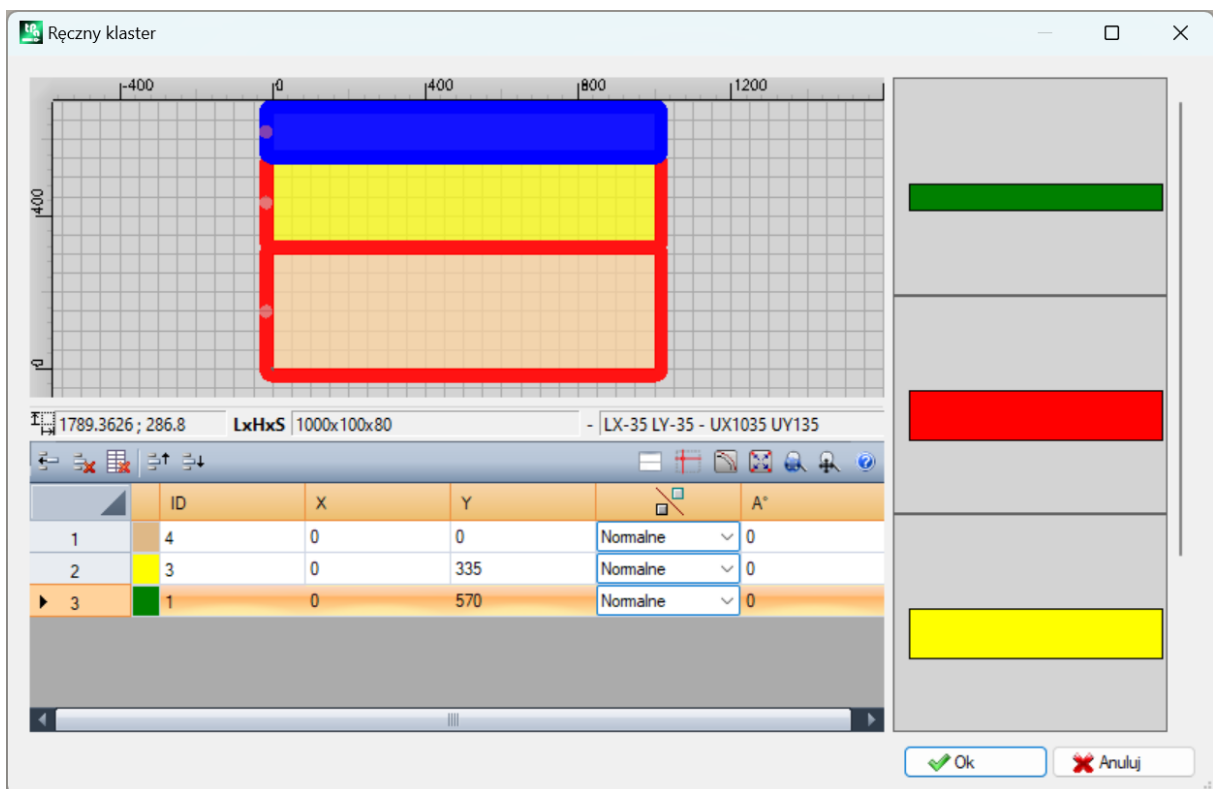 Ręczny klaster
-400 0 400 800 1200
400
0
1789.3626 ; 286.8 LxHxS 1000x100x80 - LX-35 LY-35 - UX1035 UY135
ID X Y A°
1 4 0 0 Normalne 0
2 3 0 335 Normalne 0
3 1 0 570 Normalne 0
Ok Anuluj